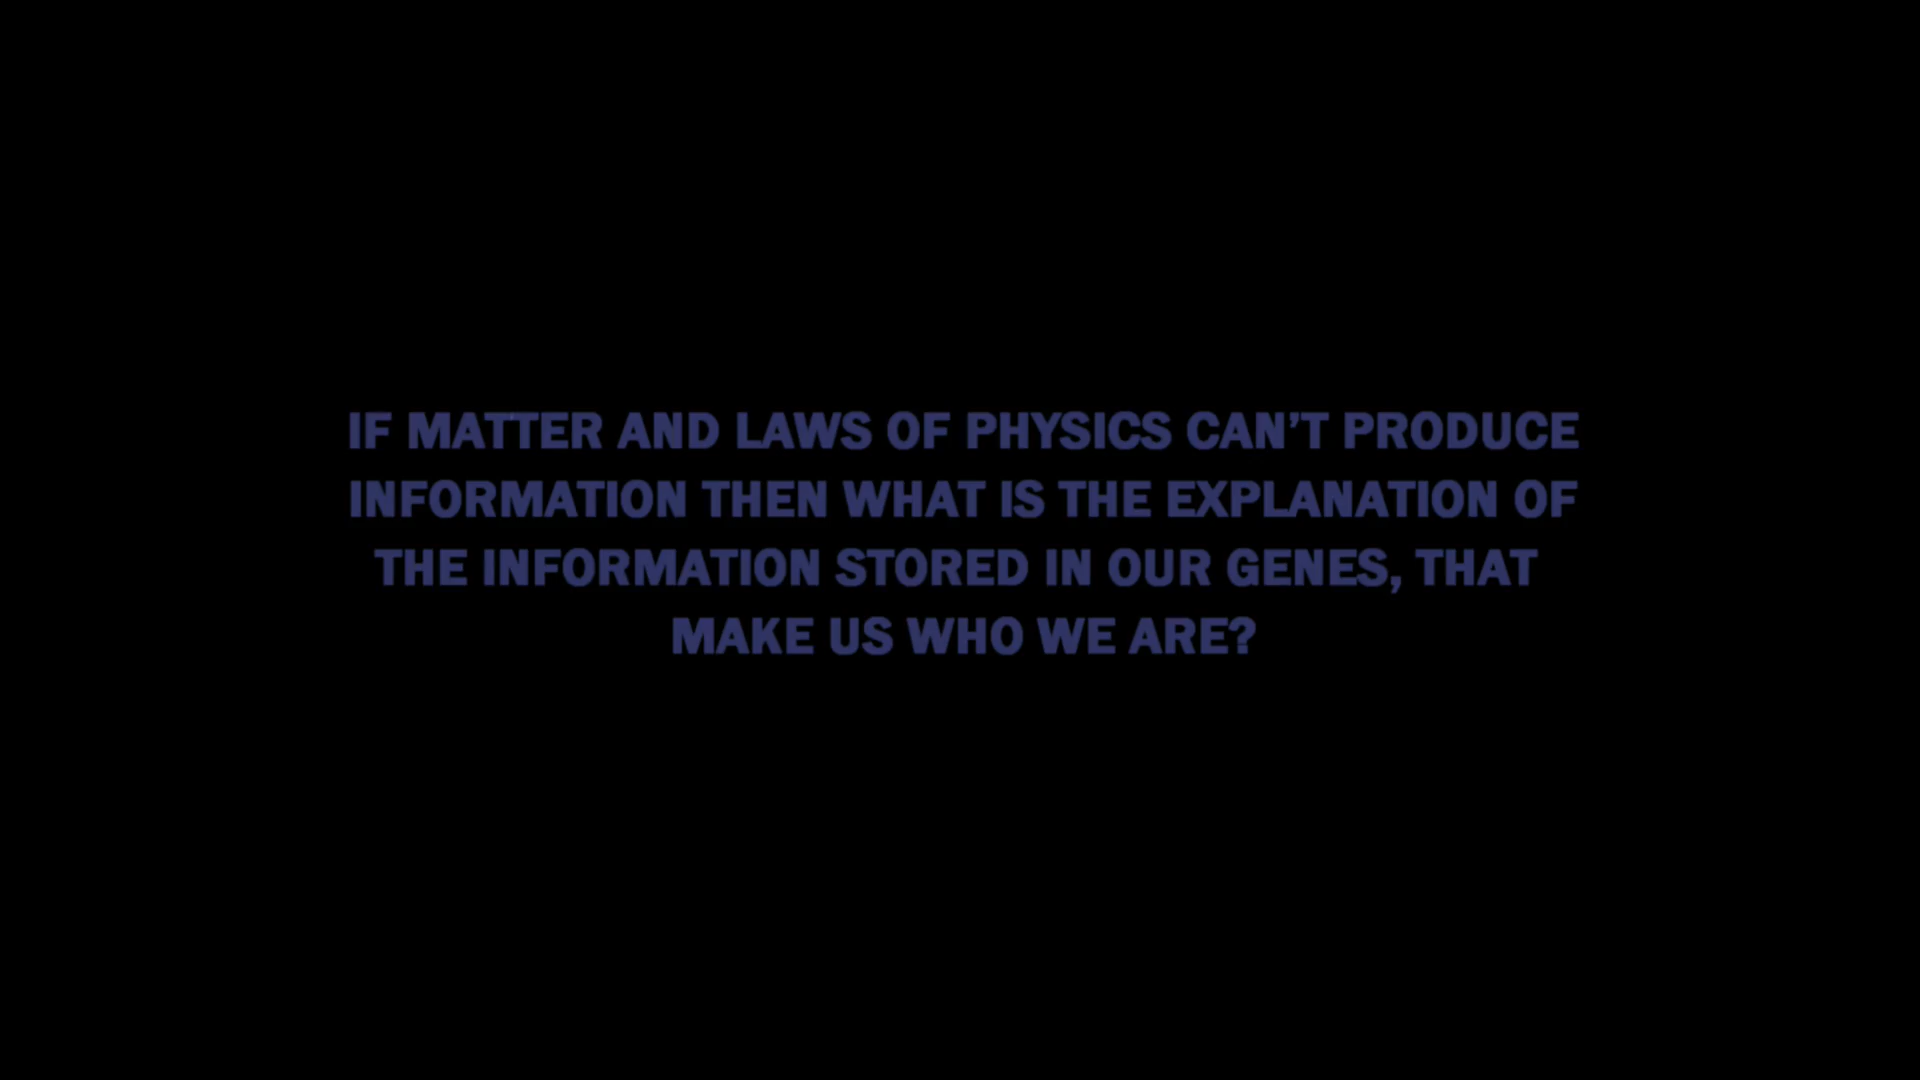 IF MATTER AND LAWS OF PHYSICS CAN’T PRODUCE
INFORMATION THEN WHAT IS THE EXPLANATION OF
THE INFORMATION STORED IN OUR GENES, THAT
MAKE US WHO WE ARE?